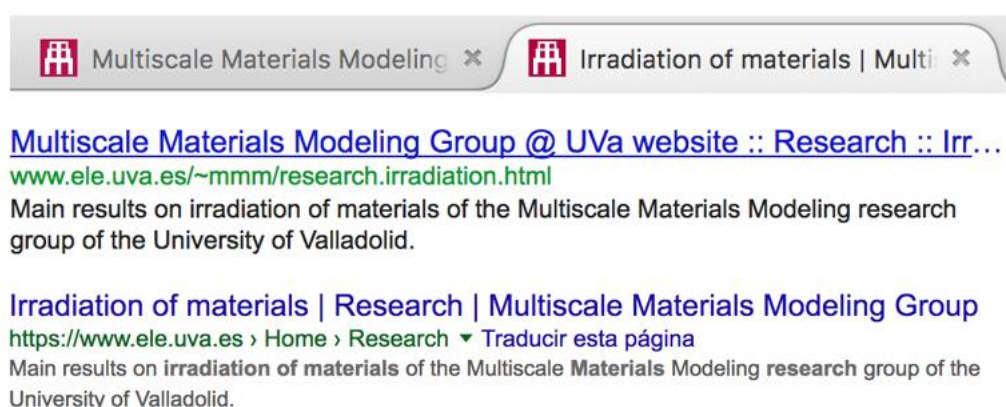 Multiscale Materials Modeling × Irradiation of materials | Multi ×
Multiscale Materials Modeling Group @ UVa website :: Research :: Irr...
www.ele.uva.es/~mmm/research.irradiation.html
Main results on irradiation of materials of the Multiscale Materials Modeling research
group of the University of Valladolid.
Irradiation of materials | Research | Multiscale Materials Modeling Group
https://www.ele.uva.es › Home › Research ▾ Traducir esta página
Main results on irradiation of materials of the Multiscale Materials Modeling research group of the
University of Valladolid.